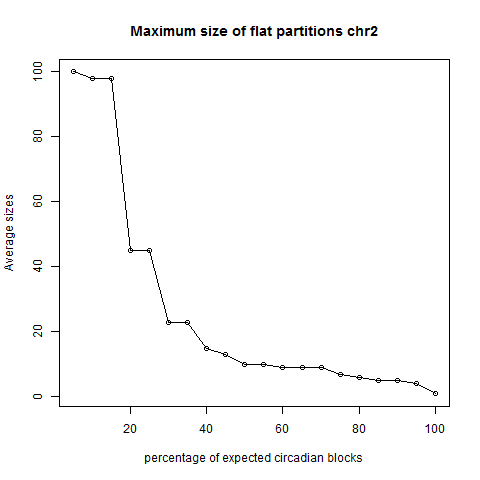 Maximum size of flat partitions chr2
Average sizes
100
80
60
40
20
0
20 40 60 80 100
percentage of expected circadian blocks